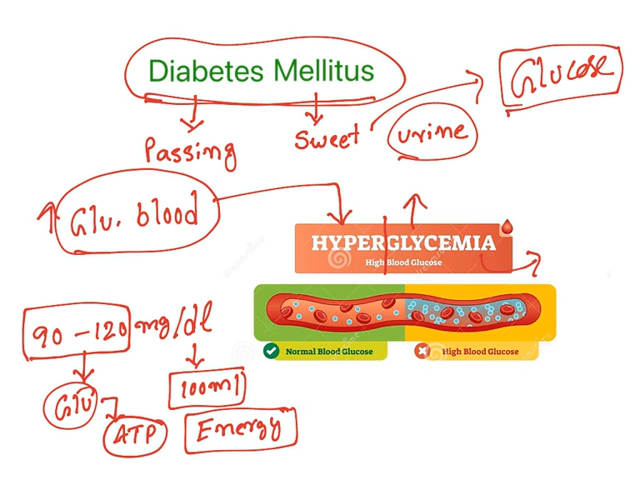 Diabetes Mellitus
Glucose
Passing
Sweet
urine
Glu. blood
HYPERGLYCEMIA
High Blood Glucose
90-120 mg/dl
Normal Blood Glucose
High Blood Glucose
Glu
100ml
ATP
Energy